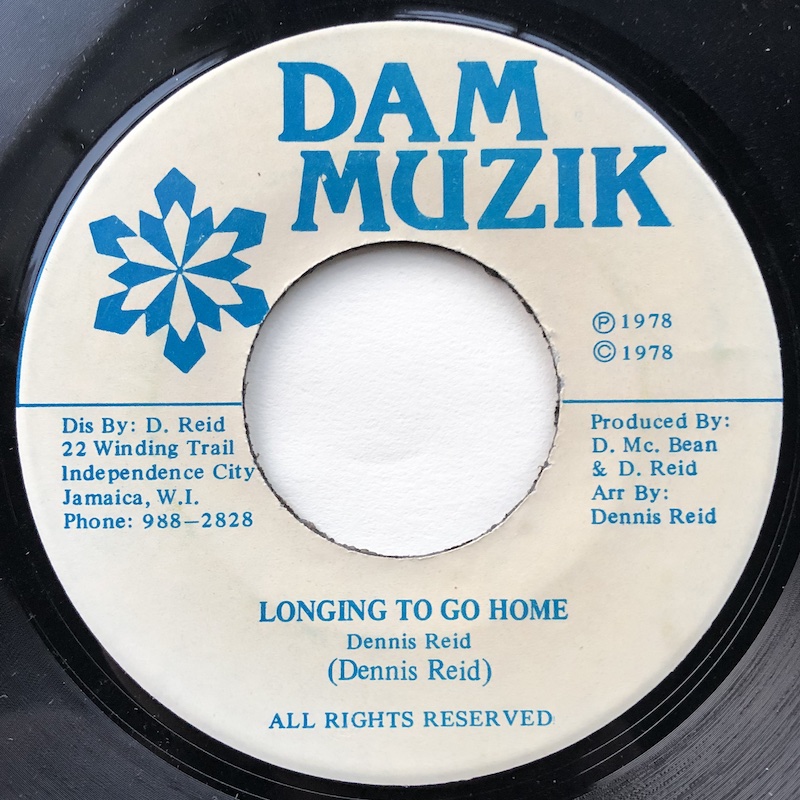 DAM
MUZIK
Ⓟ 1978
© 1978
Dis By: D. Reid
22 Winding Trail
Independence City
Jamaica, W.I.
Phone: 988-2828
Produced By:
D. Mc. Bean
& D. Reid
Arr By:
Dennis Reid
LONGING TO GO HOME
Dennis Reid
(Dennis Reid)
ALL RIGHTS RESERVED